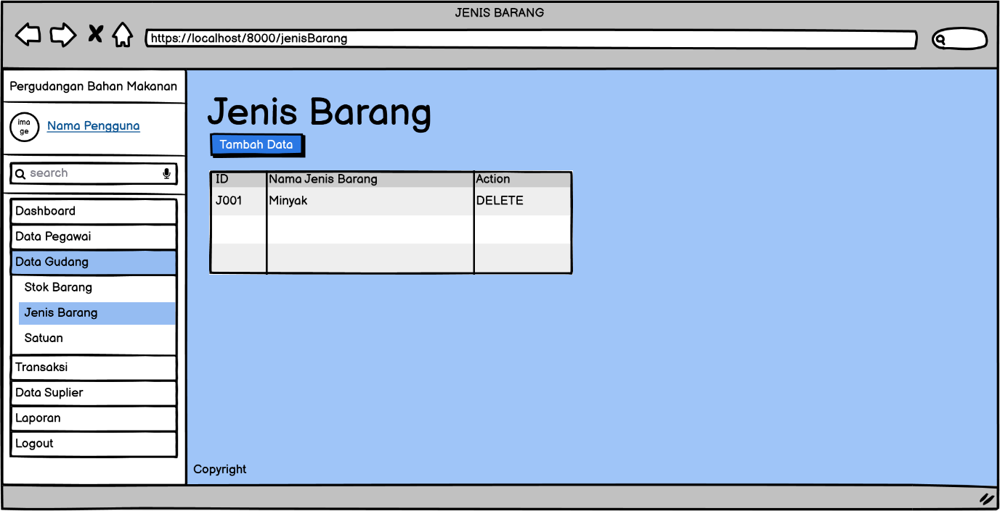 JENIS BARANG
https://localhost/8000/jenisBarang
Pergudangan Bahan Makanan
ima
ge
Nama Pengguna
search
Dashboard
Data Pegawai
Data Gudang
Stok Barang
Jenis Barang
Satuan
Transaksi
Data Suplier
Laporan
Logout
Jenis Barang
Tambah Data
ID Nama Jenis Barang Action
J001 Minyak DELETE
Copyright